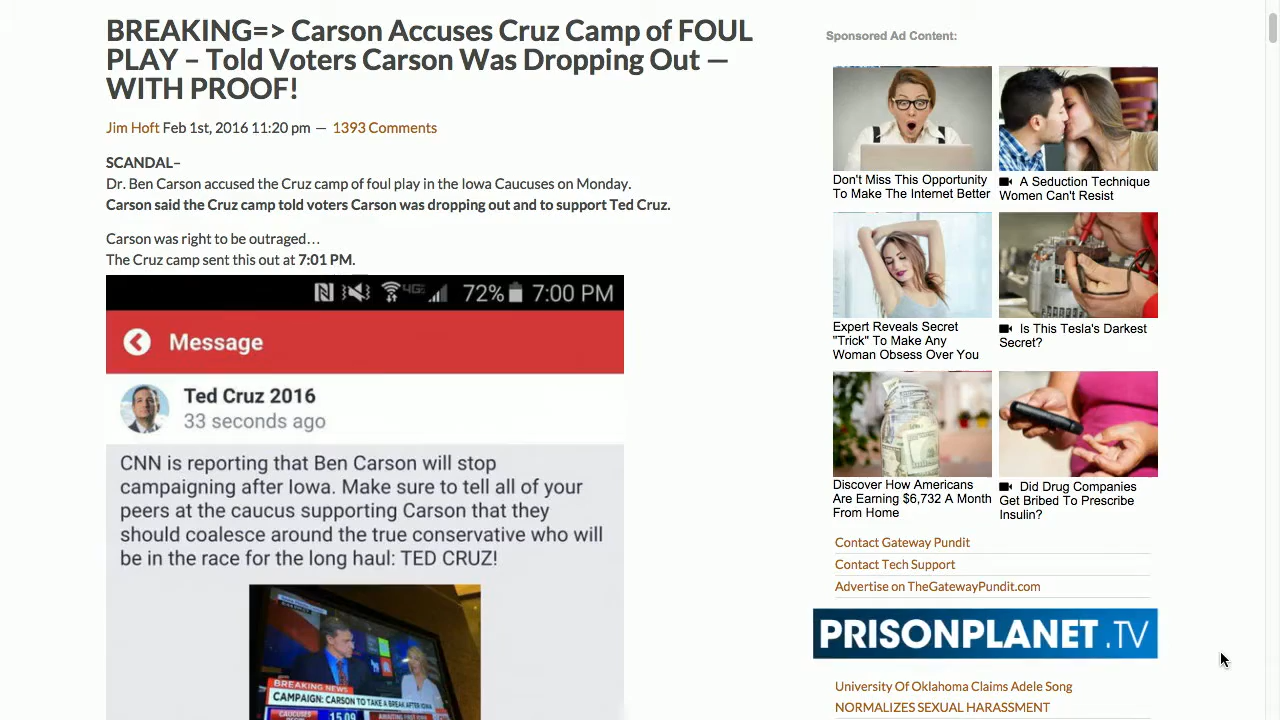 BREAKING=> Carson Accuses Cruz Camp of FOUL
PLAY – Told Voters Carson Was Dropping Out —
WITH PROOF!
Jim Hoft Feb 1st, 2016 11:20 pm — 1393 Comments
SCANDAL–
Dr. Ben Carson accused the Cruz camp of foul play in the Iowa Caucuses on Monday.
Carson said the Cruz camp told voters Carson was dropping out and to support Ted Cruz.
Carson was right to be outraged…
The Cruz camp sent this out at 7:01 PM.
4G 72% 7:00 PM
Message
Ted Cruz 2016
33 seconds ago
CNN is reporting that Ben Carson will stop
campaigning after Iowa. Make sure to tell all of your
peers at the caucus supporting Carson that they
should coalesce around the true conservative who will
be in the race for the long haul: TED CRUZ!
BREAKING NEWS
CAMPAIGN: CARSON TO TAKE A BREAK AFTER IOWA
15:09
Sponsored Ad Content:
Don't Miss This Opportunity
To Make The Internet Better
A Seduction Technique
Women Can't Resist
Expert Reveals Secret
"Trick" To Make Any
Woman Obsess Over You
Is This Tesla's Darkest
Secret?
Discover How Americans
Are Earning $6,732 A Month
From Home
Did Drug Companies
Get Bribed To Prescribe
Insulin?
Contact Gateway Pundit
Contact Tech Support
Advertise on TheGatewayPundit.com
PRISONPLANET.TV
University Of Oklahoma Claims Adele Song
NORMALIZES SEXUAL HARASSMENT